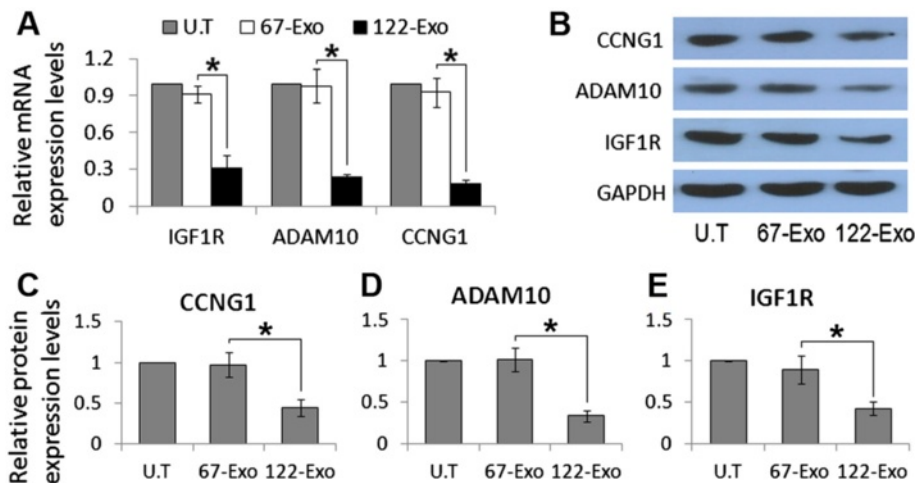 A
U.T 67-Exo 122-Exo
Relative mRNA
expression levels
1.2
0.9
0.6
0.3
0
* * *
IGF1R ADAM10 CCNG1
B
CCNG1
ADAM10
IGF1R
GAPDH
U.T 67-Exo 122-Exo
C
CCNG1
Relative protein
expression levels
1.5
1
0.5
0
*
U.T 67-Exo 122-Exo
D
ADAM10
1.5
1
0.5
0
*
U.T 67-Exo 122-Exo
E
IGF1R
1.5
1
0.5
0
*
U.T 67-Exo 122-Exo